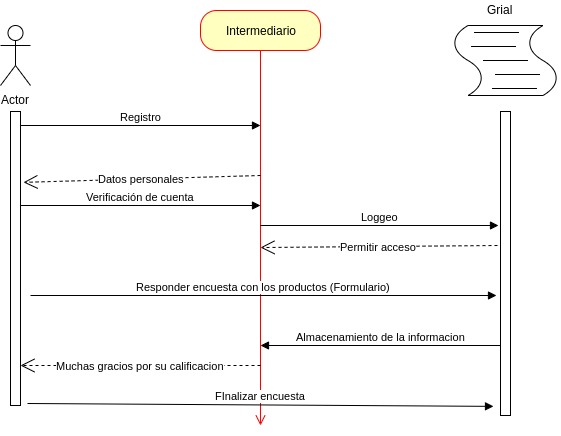 Grial
Intermediario
Actor
Registro
Datos personales
Verificación de cuenta
Loggeo
Permitir acceso
Responder encuesta con los productos (Formulario)
Almacenamiento de la informacion
Muchas gracios por su calificacion
FInalizar encuesta